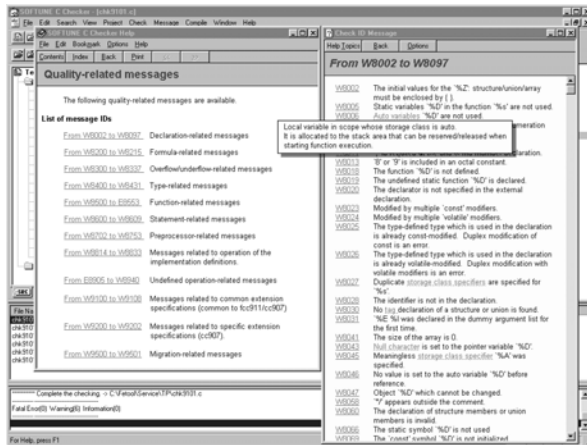 SOFTUNE C Checker - [chk9101.c]
File Edit Search View Project Check Message Compile Window Help
SOFTUNE C Checker Help
File Edit Bookmark Options Help
Contents Index Back Print
Quality-related messages
The following quality-related messages are available.
List of message IDs
From W8002 to W8097 Declaration-related messages
From W8200 to W8215 Formula-related messages
From W8300 to W8337 Overflow/underflow-related messages
From W8400 to W8431 Type-related messages
From W8500 to E8553 Function-related messages
From W8600 to W8609 Statement-related messages
From W8702 to W8753 Preprocessor-related messages
From W8814 to W8833 Messages related to operation of the
implementation definitions.
From E8905 to W8940 Undefined operation-related messages
From W9100 to W9108 Messages related to common extension
specifications (common to fcc911/cc907)
From W9200 to W9202 Messages related to specific extension
specifications (cc907).
From W9500 to W9501 Migration-related messages
Check ID Message
Help Topics Back Options
From W8002 to W8097
W8002 The initial values for the '%Z' structure/union/array
must be enclosed by { }.
W8005 Static variables '%D' in the function '%s' are not used.
W8006 Auto variables '%D' are not used.
Local variable in scope whose storage class is auto.
It is allocated to the stack area that can be reserved/released when
starting function execution.
W8013 '8' or '9' is included in an octal constant.
W8018 The function '%D' is not defined.
W8019 The undefined static function '%D' is declared.
W8020 The declarator is not specified in the external
declaration.
W8023 Modified by multiple 'const' modifiers.
W8024 Modified by multiple 'volatile' modifiers.
W8025 The type-defined type which is used in the declaration
is already const-modified. Duplex modification of
const is an error.
W8026 The type-defined type which is used in the declaration
is already volatile-modified. Duplex modification with
volatile modifiers is an error.
W8027 Duplicate storage class specifiers are specified for
'%s'.
W8028 The identifier is not in the declaration.
W8030 No tag declaration of a structure or union is found.
W8031 '%E %I was declared in the dummy argument list for
the first time.
W8041 The size of the array is 0.
W8043 Null character is set to the pointer variable '%D'.
W8045 Meaningless storage class specifier '%A' was
specified.
W8046 No value is set to the auto variable '%D' before
reference.
W8047 Object '%D' which cannot be changed.
W8058 '*/' appears outside the comment.
W8060 The declaration of structure members or union
members is invalid.
W8066 The static symbol '%D' is not used
W8069 The 'const' symbol '%D' is not initialized
File Na
Complete the checking. -> C:\Fetool\Service\TP\chk9101.c
Fatal Error(0) Warning(6) Information(0)
For Help, press F1